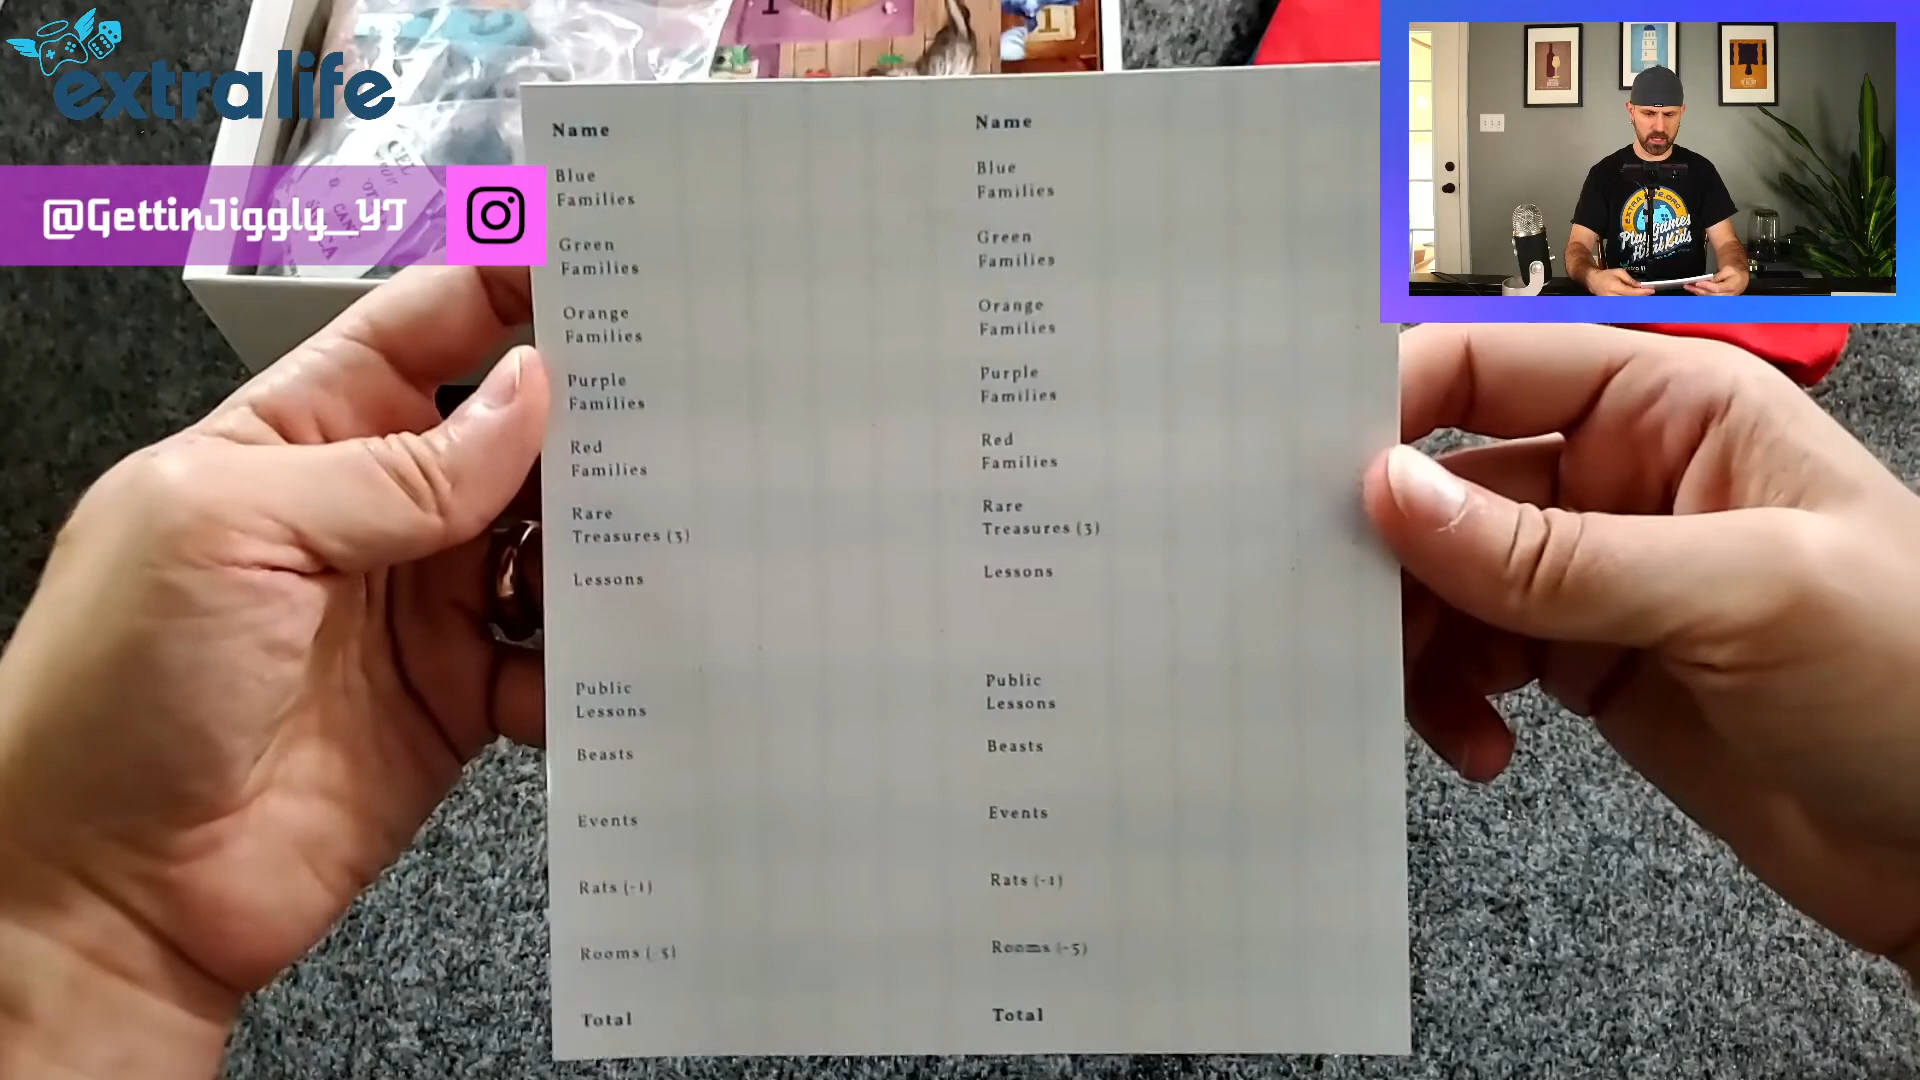 extra life
@GettinJiggly_YT
Name
Blue
Families
Green
Families
Orange
Families
Purple
Families
Red
Families
Rare
Treasures (3)
Lessons
Public
Lessons
Beasts
Events
Rats (-1)
Rooms (-5)
Total
Name
Blue
Families
Green
Families
Orange
Families
Purple
Families
Red
Families
Rare
Treasures (3)
Lessons
Public
Lessons
Beasts
Events
Rats (-1)
Rooms (-5)
Total
1